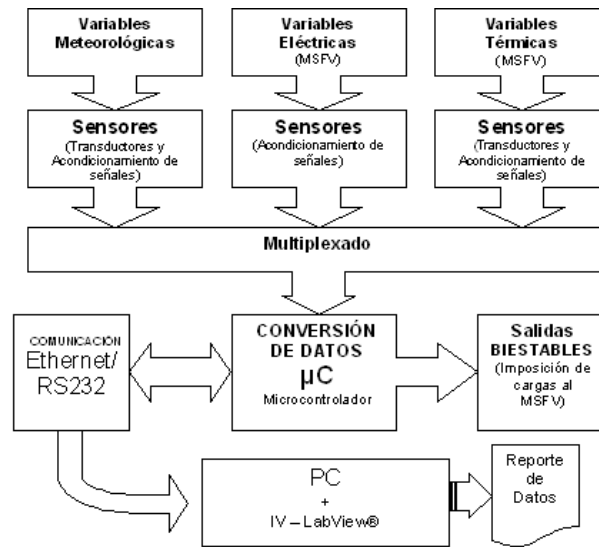 Variables
Meteorológicas
Variables
Eléctricas
(MSFV)
Variables
Térmicas
(MSFV)
Sensores
(Transductores y
Acondicionamiento de
señales)
Sensores
(Acondicionamiento de
señales)
Sensores
(Transductores y
Acondicionamiento de
señales)
Multiplexado
COMUNICACIÓN
Ethernet/
RS232
CONVERSIÓN
DE DATOS
µC
Microcontrolador
Salidas
BIESTABLES
(Imposición de
cargas al
MSFV)
PC
+
IV – LabView®
Reporte
de
Datos